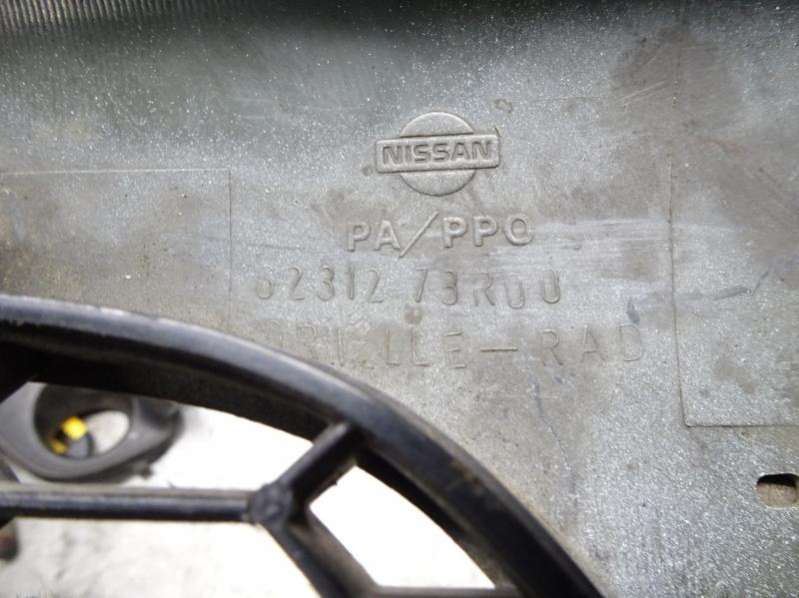 NISSAN
PA/PPO
62312 73R00
GRILLE-RAD